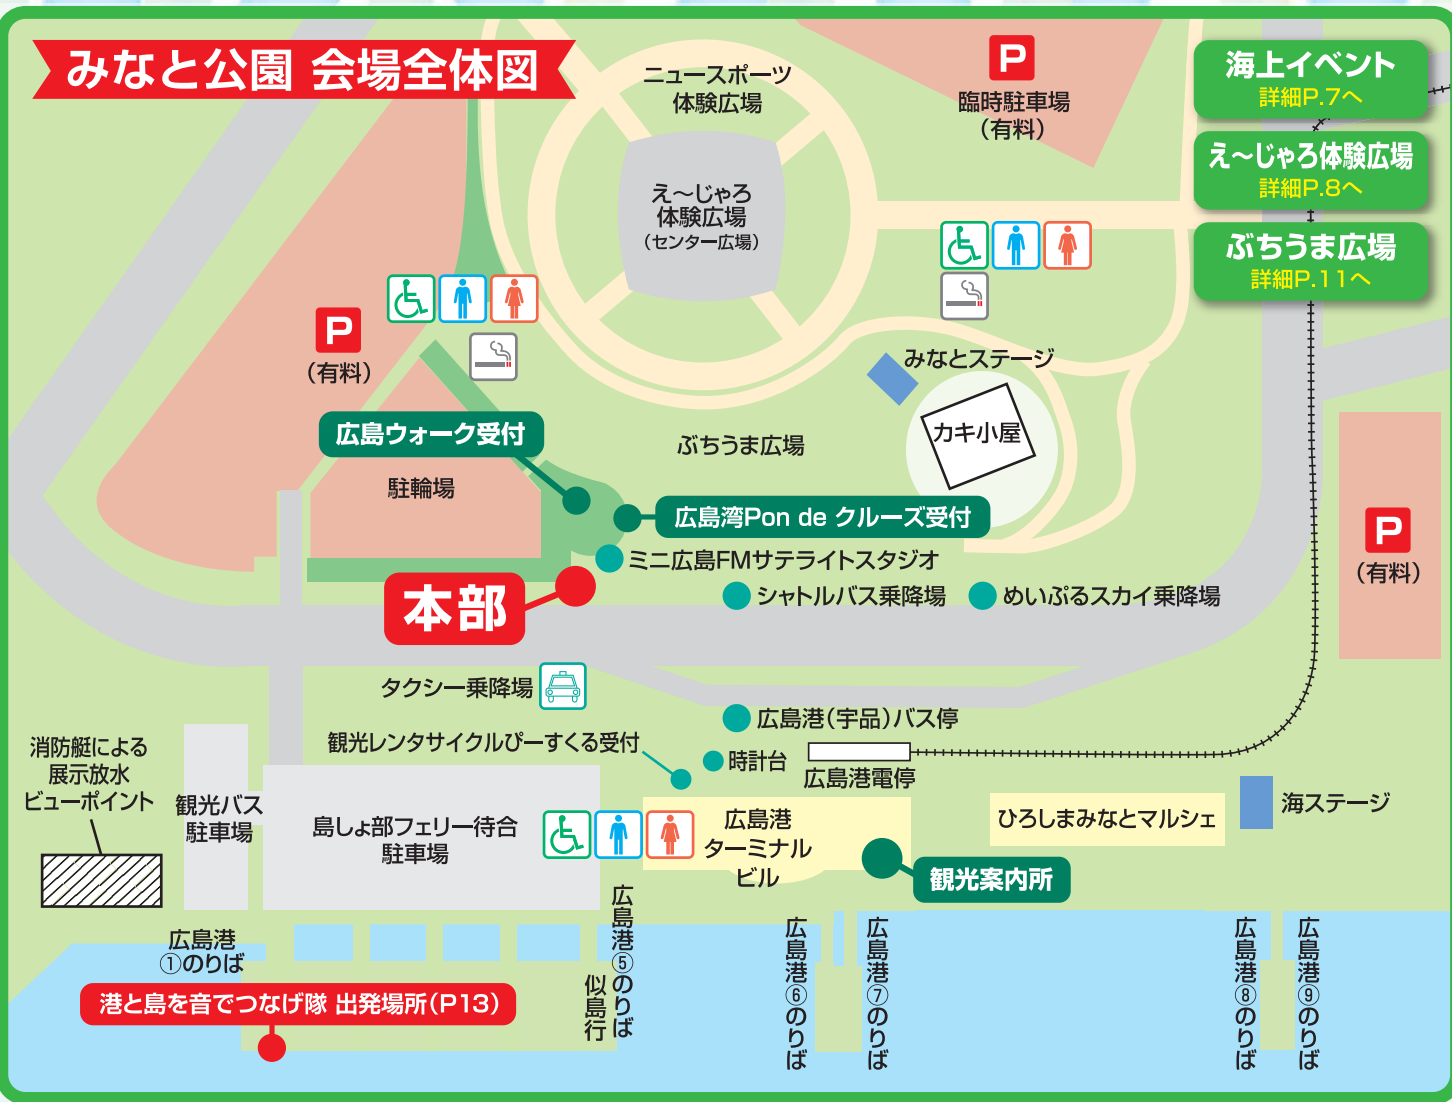 みなと公園 会場全体図
ニュースポーツ
体験広場
P
臨時駐車場
(有料)
海上イベント
詳細P.7へ
え〜じゃろ体験広場
詳細P.8へ
ぶちうま広場
詳細P.11へ
え〜じゃろ
体験広場
(センター広場)
P
(有料)
みなとステージ
カキ小屋
広島ウォーク受付
ぶちうま広場
駐輪場
広島湾Pon de クルーズ受付
P
(有料)
ミニ広島FMサテライトスタジオ
本部
シャトルバス乗降場
めいぷるスカイ乗降場
タクシー乗降場
広島港(宇品)バス停
観光レンタサイクルぴーすくる受付
時計台
広島港電停
消防艇による
展示放水
ビューポイント
観光バス
駐車場
島しょ部フェリー待合
駐車場
広島港
ターミナル
ビル
ひろしまみなとマルシェ
海ステージ
観光案内所
広島港
①のりば
広島港⑤のりば
似島行
広島港⑥のりば
広島港⑦のりば
広島港⑧のりば
広島港⑨のりば
港と島を音でつなげ隊 出発場所(P13)